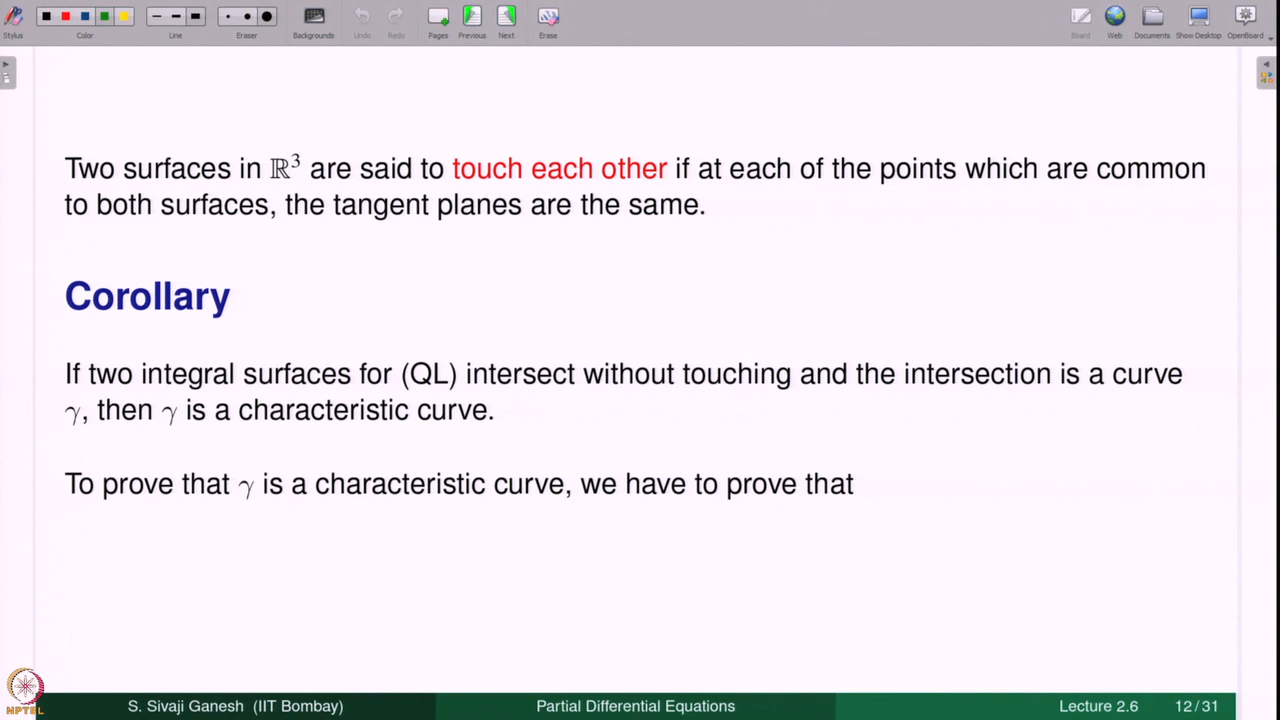 Stylus Color Line Eraser Backgrounds Undo Redo Pages Previous Next Erase Board Web Documents Show Desktop OpenBoard
Two surfaces in ℝ³ are said to touch each other if at each of the points which are common
to both surfaces, the tangent planes are the same.
Corollary
If two integral surfaces for (QL) intersect without touching and the intersection is a curve
γ, then γ is a characteristic curve.
To prove that γ is a characteristic curve, we have to prove that
NPTEL
S. Sivaji Ganesh (IIT Bombay) Partial Differential Equations Lecture 2.6 12/31